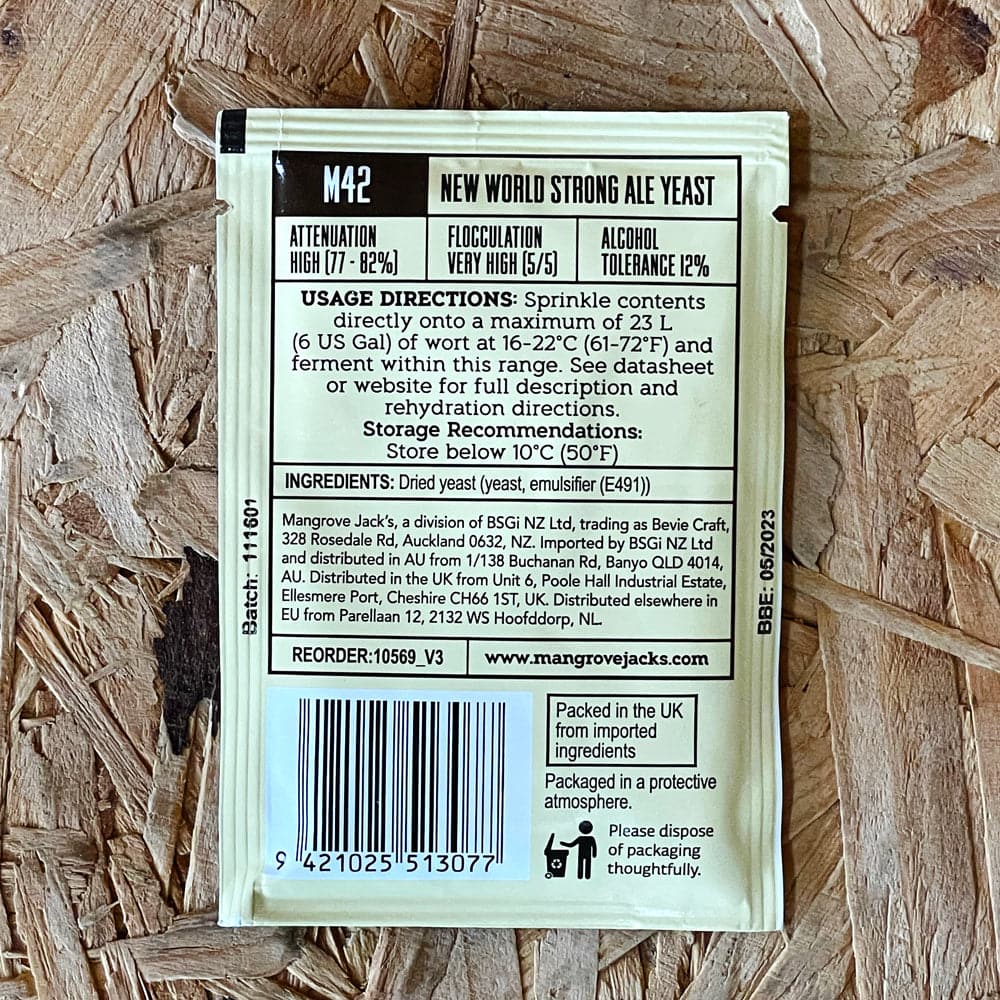 M42
NEW WORLD STRONG ALE YEAST
ATTENUATION
HIGH (77 - 82%)
FLOCCULATION
VERY HIGH (5/5)
ALCOHOL
TOLERANCE 12%
USAGE DIRECTIONS: Sprinkle contents
directly onto a maximum of 23 L
(6 US Gal) of wort at 16-22°C (61-72°F) and
ferment within this range. See datasheet
or website for full description and
rehydration directions.
Storage Recommendations:
Store below 10°C (50°F)
INGREDIENTS: Dried yeast (yeast, emulsifier (E491))
Mangrove Jack's, a division of BSGi NZ Ltd, trading as Bevie Craft,
328 Rosedale Rd, Auckland 0632, NZ. Imported by BSGi NZ Ltd
and distributed in AU from 1/138 Buchanan Rd, Banyo QLD 4014,
AU. Distributed in the UK from Unit 6, Poole Hall Industrial Estate,
Ellesmere Port, Cheshire CH66 1ST, UK. Distributed elsewhere in
EU from Parellaan 12, 2132 WS Hoofddorp, NL.
Batch: 111601
BBE: 05/2023
REORDER:10569_V3
www.mangrovejacks.com
9 421025 513077
Packed in the UK
from imported
ingredients
Packaged in a protective
atmosphere.
Please dispose
of packaging
thoughtfully.